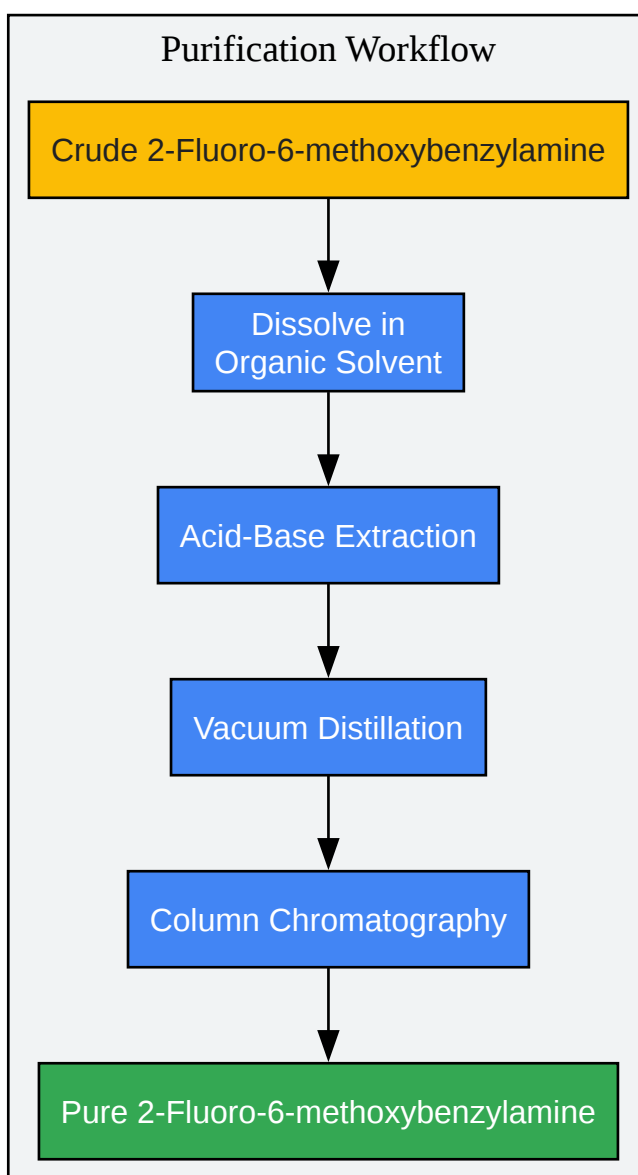 Purification Workflow
Crude 2-Fluoro-6-methoxybenzylamine
Dissolve in
Organic Solvent
Acid-Base Extraction
Vacuum Distillation
Column Chromatography
Pure 2-Fluoro-6-methoxybenzylamine